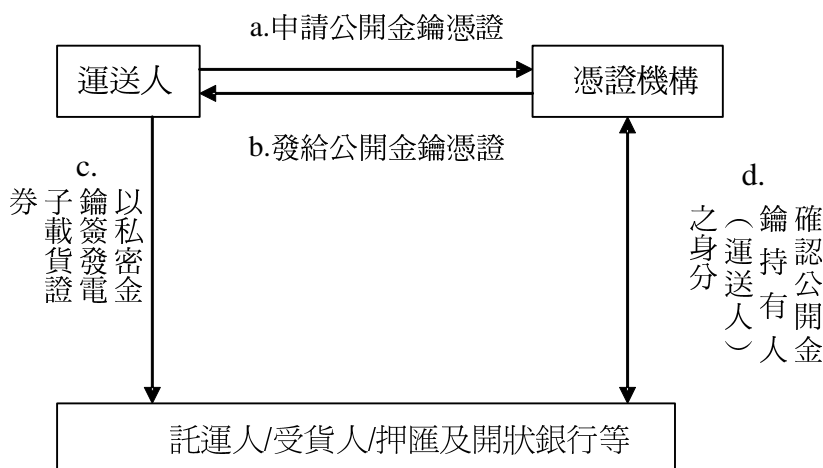 a.申請公開金鑰憑證
運送人
憑證機構
b.發給公開金鑰憑證
c.
以私密金
鑰簽發電
子載貨證
券
d.
確認公開金
鑰持有人
（運送人）
之身分
託運人/受貨人/押匯及開狀銀行等